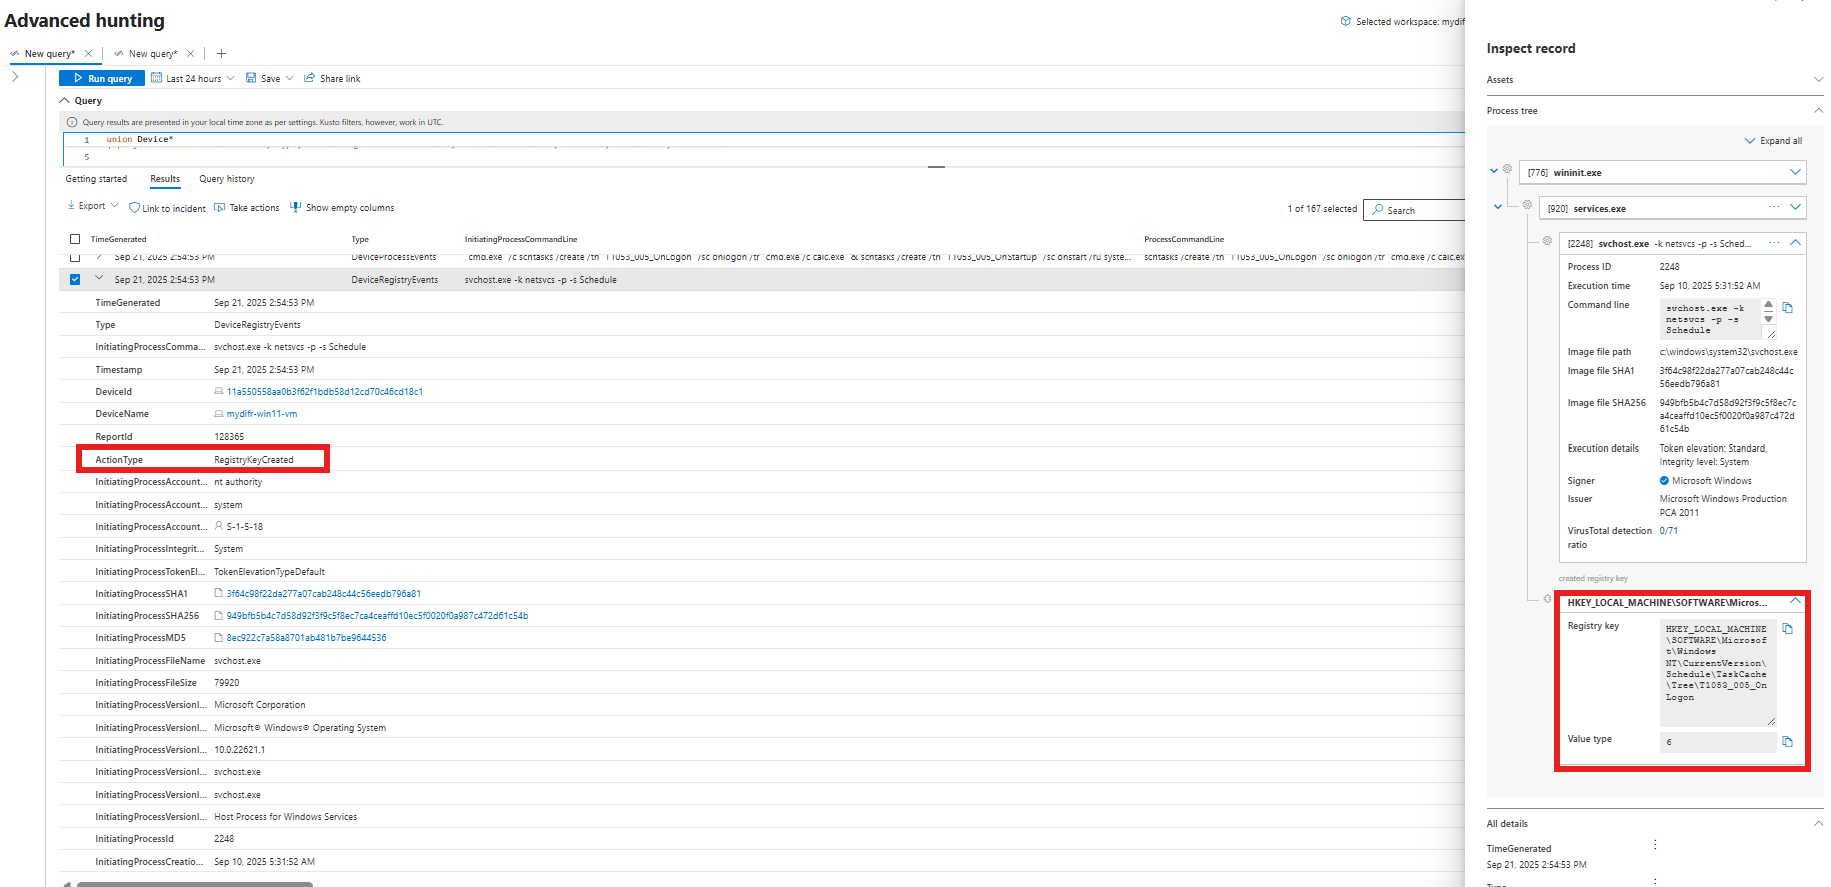 Advanced hunting
Selected workspace: mydif
New query*
New query*
Run query
Last 24 hours
Save
Share link
Query
Query results are presented in your local time zone as per settings. Kusto filters, however, work in UTC.
1 union Device*
5
Getting started
Results
Query history
Export
Link to incident
Take actions
Show empty columns
1 of 167 selected
Search
TimeGenerated Type InitiatingProcessCommandLine ProcessCommandLine
Sep 21, 2025 2:54:53 PM DeviceProcessEvents "cmd.exe" /c schtasks /create /tn "T1053_005_OnLogon" /sc onlogon /tr "cmd.exe /c calc.exe" & schtasks /create /tn "T1053_005_OnStartup" /sc onstart /ru system... schtasks /create /tn "T1053_005_OnLogon" /sc onlogon /tr "cmd.exe /c calc.exe
Sep 21, 2025 2:54:53 PM DeviceRegistryEvents svchost.exe -k netsvcs -p -s Schedule
TimeGenerated Sep 21, 2025 2:54:53 PM
Type DeviceRegistryEvents
InitiatingProcessComma... svchost.exe -k netsvcs -p -s Schedule
Timestamp Sep 21, 2025 2:54:53 PM
DeviceId 11a550558aa0b3f62f1bdb58d12cd70c46cd18c1
DeviceName mydifr-win11-vm
ReportId 128365
ActionType RegistryKeyCreated
InitiatingProcessAccount... nt authority
InitiatingProcessAccount... system
InitiatingProcessAccount... S-1-5-18
InitiatingProcessIntegrit... System
InitiatingProcessTokenEl... TokenElevationTypeDefault
InitiatingProcessSHA1 3f64c98f22da277a07cab248c44c56eedb796a81
InitiatingProcessSHA256 949bfb5b4c7d58d92f3f9c5f8ec7ca4ceaffd10ec5f0020f0a987c472d61c54b
InitiatingProcessMD5 8ec922c7a58a8701ab481b7be9644536
InitiatingProcessFileName svchost.exe
InitiatingProcessFileSize 79920
InitiatingProcessVersionI... Microsoft Corporation
InitiatingProcessVersionI... Microsoft® Windows® Operating System
InitiatingProcessVersionI... 10.0.22621.1
InitiatingProcessVersionI... svchost.exe
InitiatingProcessVersionI... svchost.exe
InitiatingProcessVersionI... Host Process for Windows Services
InitiatingProcessId 2248
InitiatingProcessCreatio... Sep 10, 2025 5:31:52 AM
Inspect record
Assets
Process tree
Expand all
[776] wininit.exe
[920] services.exe
[2248] svchost.exe -k netsvcs -p -s Sched...
Process ID 2248
Execution time Sep 10, 2025 5:31:52 AM
Command line svchost.exe -k
netsvcs -p -s
Schedule
Image file path c:\windows\system32\svchost.exe
Image file SHA1 3f64c98f22da277a07cab248c44c
56eedb796a81
Image file SHA256 949bfb5b4c7d58d92f3f9c5f8ec7c
a4ceaffd10ec5f0020f0a987c472d
61c54b
Execution details Token elevation: Standard,
Integrity level: System
Signer Microsoft Windows
Issuer Microsoft Windows Production
PCA 2011
VirusTotal detection 0/71
ratio
created registry key
HKEY_LOCAL_MACHINE\SOFTWARE\Micros...
Registry key HKEY_LOCAL_MACHINE
\SOFTWARE\Microsof
t\Windows
NT\CurrentVersion\
Schedule\TaskCache
\Tree\T1053_005_On
Logon
Value type 6
All details
TimeGenerated
Sep 21, 2025 2:54:53 PM